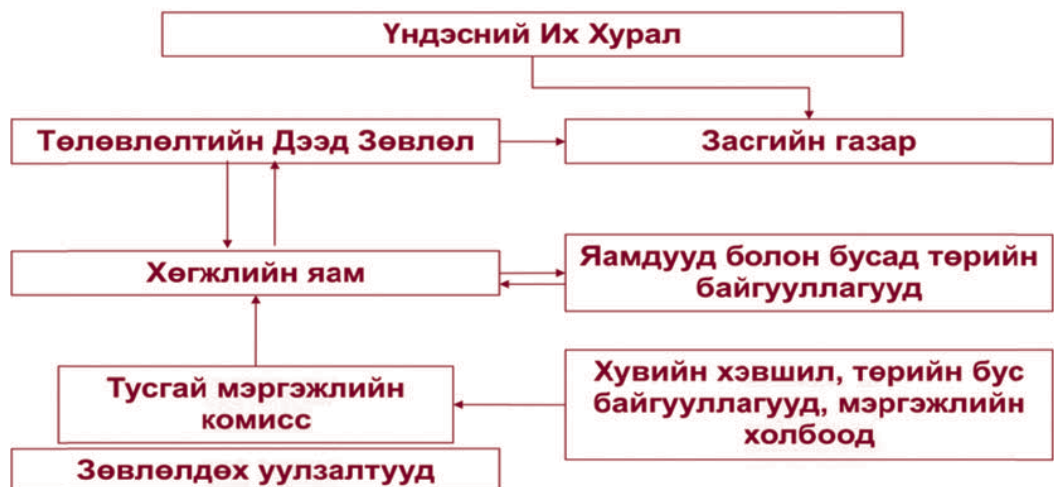 Үндэсний Их Хурал
Төлөвлөлтийн Дээд Зөвлөл
Засгийн газар
Хөгжлийн яам
Яамдууд болон бусад төрийн
байгууллагууд
Тусгай мэргэжлийн
комисс
Хувийн хэвшил, төрийн бус
байгууллагууд, мэргэжлийн
холбоод
Зөвлөлдөх уулзалтууд